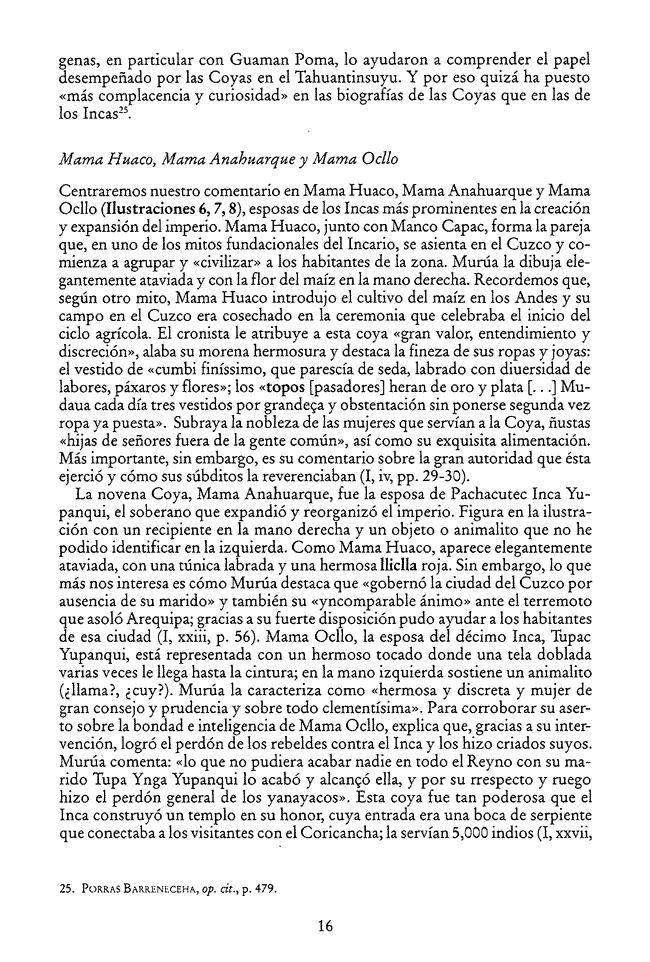 genas, en particular con Guaman Poma, lo ayudaron a comprender el papel
desempeñado por las Coyas en el Tahuantinsuyu. Y por eso quizá ha puesto
«más complacencia y curiosidad» en las biografías de las Coyas que en las de
los Incas²⁵.
Mama Huaco, Mama Anahuarque y Mama Ocllo
Centraremos nuestro comentario en Mama Huaco, Mama Anahuarque y Mama
Ocllo (Ilustraciones 6, 7, 8), esposas de los Incas más prominentes en la creación
y expansión del imperio. Mama Huaco, junto con Manco Capac, forma la pareja
que, en uno de los mitos fundacionales del Incario, se asienta en el Cuzco y co-
mienza a agrupar y «civilizar» a los habitantes de la zona. Murúa la dibuja ele-
gantemente ataviada y con la flor del maíz en la mano derecha. Recordemos que,
según otro mito, Mama Huaco introdujo el cultivo del maíz en los Andes y su
campo en el Cuzco era cosechado en la ceremonia que celebraba el inicio del
ciclo agrícola. El cronista le atribuye a esta coya «gran valor, entendimiento y
discreción», alaba su morena hermosura y destaca la fineza de sus ropas y joyas:
el vestido de «cumbi finíssimo, que parescía de seda, labrado con diuersidad de
labores, páxaros y flores»; los «topos [pasadores] heran de oro y plata [. . .] Mu-
daua cada día tres vestidos por grandeça y obstentación sin ponerse segunda vez
ropa ya puesta». Subraya la nobleza de las mujeres que servían a la Coya, ñustas
«hijas de señores fuera de la gente común», así como su exquisita alimentación.
Más importante, sin embargo, es su comentario sobre la gran autoridad que ésta
ejerció y cómo sus súbditos la reverenciaban (I, iv, pp. 29-30).
La novena Coya, Mama Anahuarque, fue la esposa de Pachacutec Inca Yu-
panqui, el soberano que expandió y reorganizó el imperio. Figura en la ilustra-
ción con un recipiente en la mano derecha y un objeto o animalito que no he
podido identificar en la izquierda. Como Mama Huaco, aparece elegantemente
ataviada, con una túnica labrada y una hermosa lliclla roja. Sin embargo, lo que
más nos interesa es cómo Murúa destaca que «gobernó la ciudad del Cuzco por
ausencia de su marido» y también su «yncomparable ánimo» ante el terremoto
que asoló Arequipa; gracias a su fuerte disposición pudo ayudar a los habitantes
de esa ciudad (I, xxiii, p. 56). Mama Ocllo, la esposa del décimo Inca, Tupac
Yupanqui, está representada con un hermoso tocado donde una tela doblada
varias veces le llega hasta la cintura; en la mano izquierda sostiene un animalito
(¿llama?, ¿cuy?). Murúa la caracteriza como «hermosa y discreta y mujer de
gran consejo y prudencia y sobre todo clementísima». Para corroborar su aser-
to sobre la bondad e inteligencia de Mama Ocllo, explica que, gracias a su inter-
vención, logró el perdón de los rebeldes contra el Inca y los hizo criados suyos.
Murúa comenta: «lo que no pudiera acabar nadie en todo el Reyno con su ma-
rido Tupa Ynga Yupanqui lo acabó y alcançó ella, y por su rrespecto y ruego
hizo el perdón general de los yanayacos». Esta coya fue tan poderosa que el
Inca construyó un templo en su honor, cuya entrada era una boca de serpiente
que conectaba a los visitantes con el Coricancha; la servían 5,000 indios (I, xxvii,
25. PORRAS BARRENECEHA, op. cit., p. 479.
16